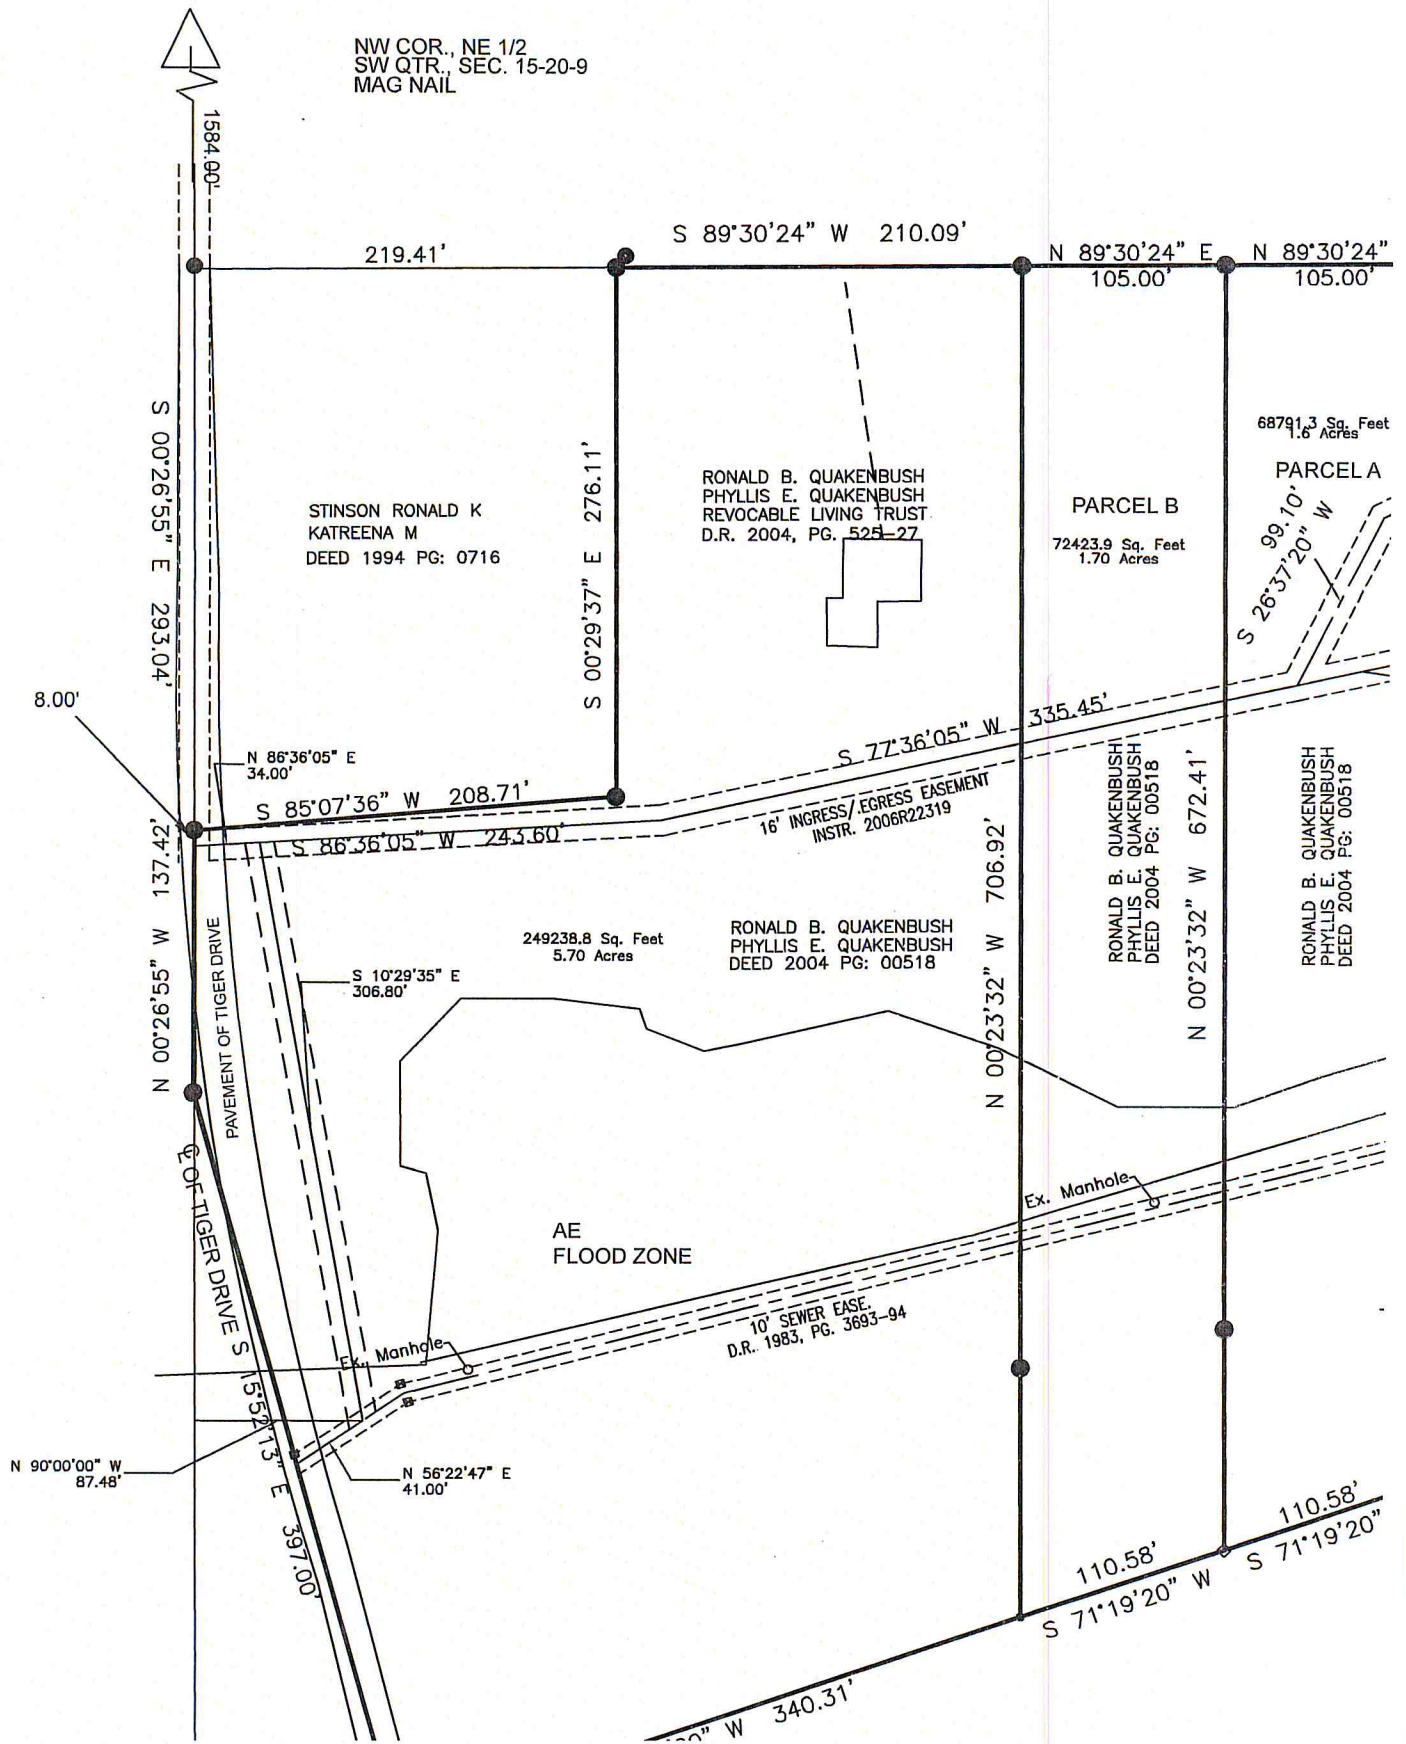 NW COR., NE 1/2
SW QTR., SEC. 15-20-9
MAG NAIL
1584.00'
219.41'
S 89°30'24" W 210.09'
N 89°30'24" E
105.00'
N 89°30'24"
105.00'
S 00°26'55" E 293.04'
STINSON RONALD K
KATREENA M
DEED 1994 PG: 0716
S 00°29'37" E 276.11'
RONALD B. QUAKENBUSH
PHYLLIS E. QUAKENBUSH
REVOCABLE LIVING TRUST
D.R. 2004, PG. 525-27
PARCEL B
72423.9 Sq. Feet
1.70 Acres
68791.3 Sq. Feet
1.6 Acres
PARCEL A
99.10'
S 26°37'20" W
8.00'
N 86°36'05" E
34.00'
S 85°07'36" W 208.71'
S 86°36'05" W 243.60'
S 77°36'05" W 335.45'
16' INGRESS/.EGRESS EASEMENT
INSTR. 2006R22319
N 00°26'55" W 137.42'
PAVEMENT OF TIGER DRIVE
249238.8 Sq. Feet
5.70 Acres
RONALD B. QUAKENBUSH
PHYLLIS E. QUAKENBUSH
DEED 2004 PG: 00518
N 00°23'32" W 706.92'
RONALD B. QUAKENBUSH
PHYLLIS E. QUAKENBUSH
DEED 2004 PG: 00518
N 00°23'32" W 672.41'
RONALD B. QUAKENBUSH
PHYLLIS E. QUAKENBUSH
DEED 2004 PG: 00518
S 10°29'35" E
306.80'
℄ OF TIGER DRIVE S 15°52'13" E 397.00'
AE
FLOOD ZONE
Ex. Manhole
Ex. Manhole
10' SEWER EASE.
D.R. 1983, PG. 3693-94
N 90°00'00" W
87.48'
N 56°22'47" E
41.00'
110.58'
S 71°19'20" W
110.58'
S 71°19'20"
W 340.31'